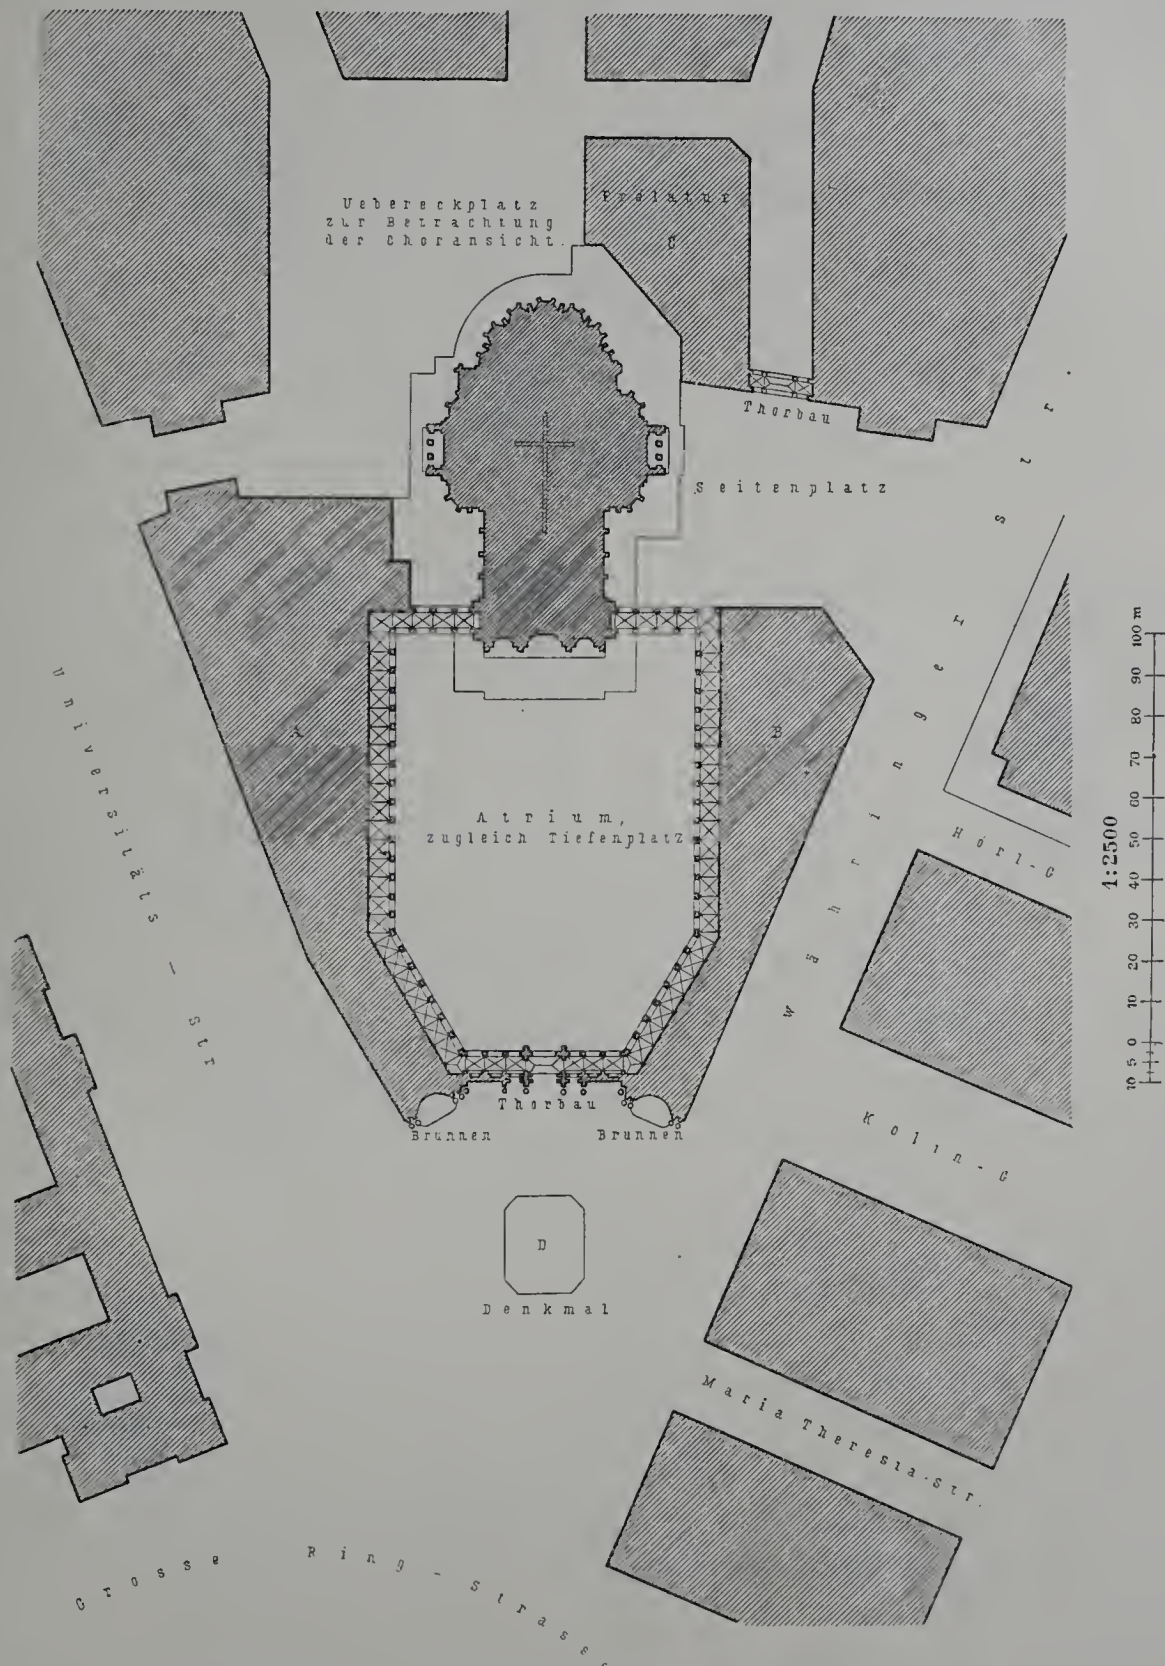 Uebereckplatz
zur Betrachtung
der Choransicht.
Prälatur
C
Thorbau
Seitenplatz
Universitäts-Str
Währingerstr.
A
B
Atrium,
zugleich Tiefenplatz
Hörl-G
1:2500
100 m
90
80
70
60
50
40
30
20
10
0
5
10
Thorbau
Brunnen
Brunnen
Kolin-G
D
Denkmal
Maria Theresia-Str.
Grosse Ring-Strasse